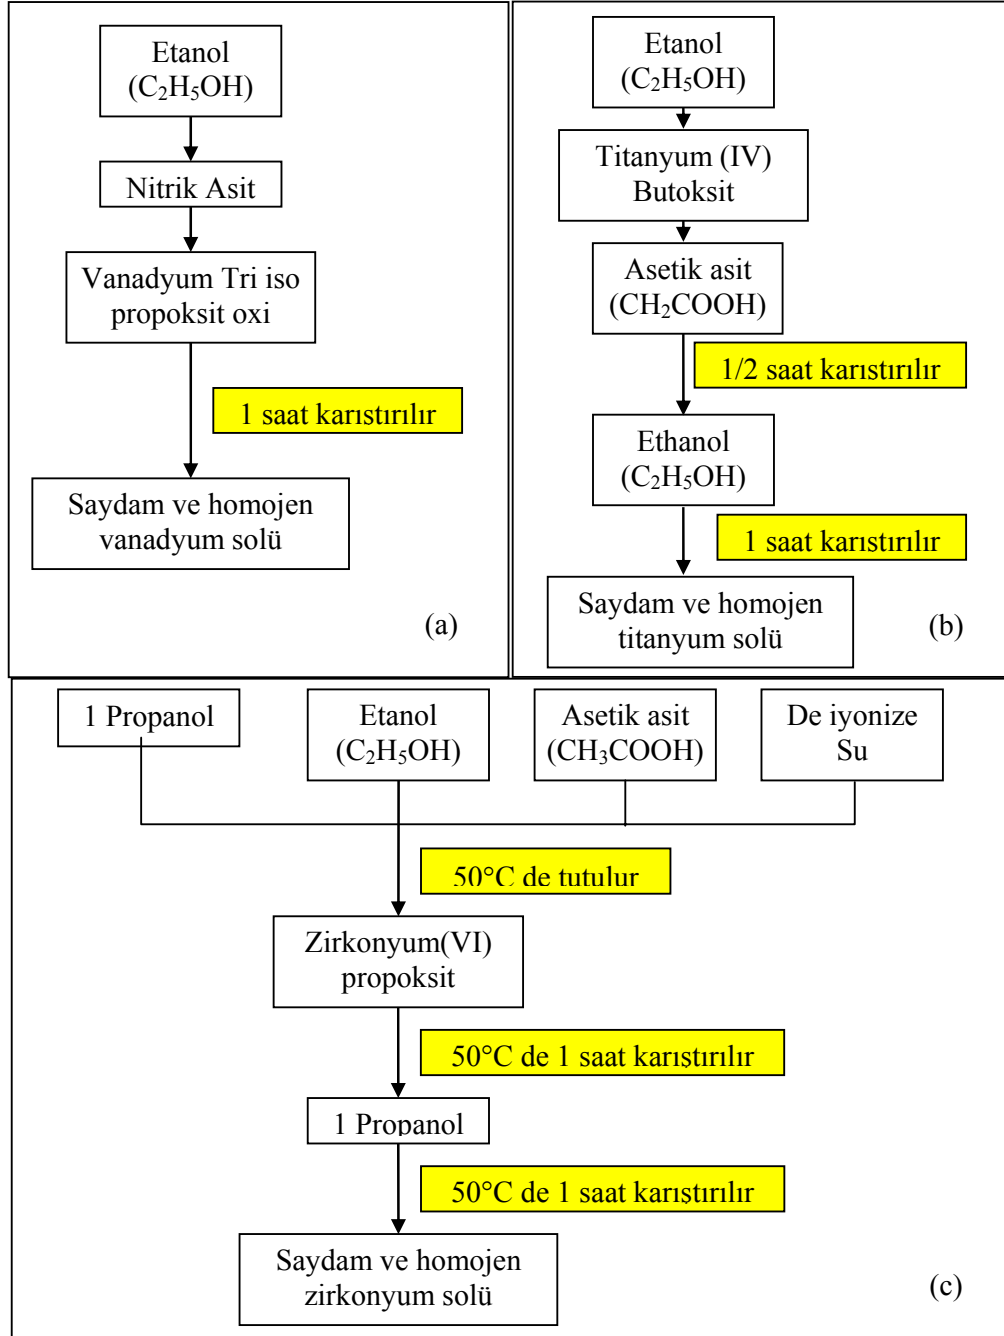 Etanol
(C₂H₅OH)
Nitrik Asit
Vanadyum Tri iso
propoksit oxi
1 saat karıstırılır
Saydam ve homojen
vanadyum solü
(a)
Etanol
(C₂H₅OH)
Titanyum (IV)
Butoksit
Asetik asit
(CH₂COOH)
1/2 saat karıstırılır
Ethanol
(C₂H₅OH)
1 saat karıstırılır
Saydam ve homojen
titanyum solü
(b)
1 Propanol
Etanol
(C₂H₅OH)
Asetik asit
(CH₃COOH)
De iyonize
Su
50°C de tutulur
Zirkonyum(VI)
propoksit
50°C de 1 saat karıstırılır
1 Propanol
50°C de 1 saat karıstırılır
Saydam ve homojen
zirkonyum solü
(c)